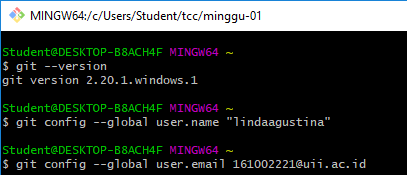 MINGW64:/c/Users/Student/tcc/minggu-01
Student@DESKTOP-B8ACH4F MINGW64 ~
$ git --version
git version 2.20.1.windows.1
Student@DESKTOP-B8ACH4F MINGW64 ~
$ git config --global user.name "lindaagustina"
Student@DESKTOP-B8ACH4F MINGW64 ~
$ git config --global user.email 161002221@uii.ac.id